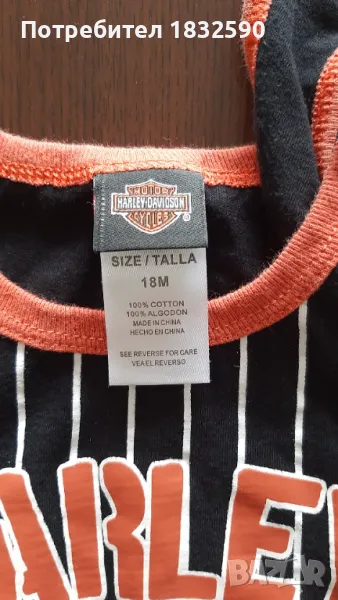 Потребител 1832590
MOTOR
HARLEY-DAVIDSON
CYCLES
®
SIZE / TALLA
18M
100% COTTON
100% ALGODON
MADE IN CHINA
HECHO EN CHINA
SEE REVERSE FOR CARE
VEA EL REVERSO
ARLE
BAZAR